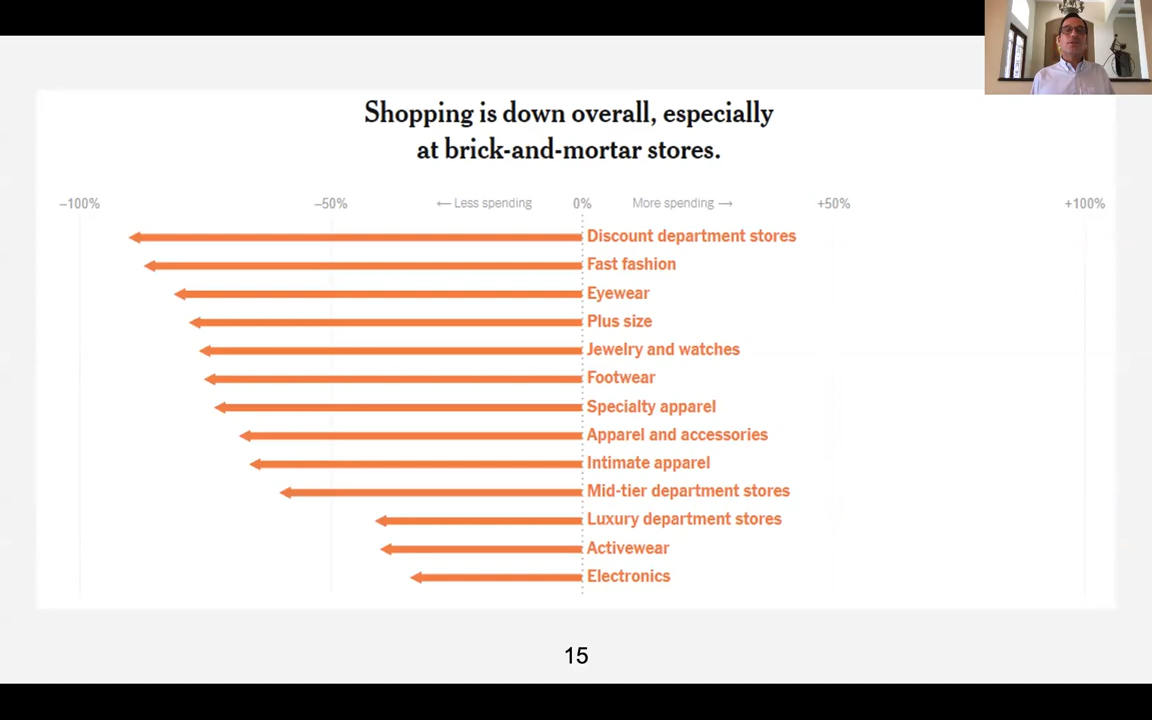 Shopping is down overall, especially
at brick-and-mortar stores.
–100% –50% ← Less spending 0% More spending → +50% +100%
Discount department stores
Fast fashion
Eyewear
Plus size
Jewelry and watches
Footwear
Specialty apparel
Apparel and accessories
Intimate apparel
Mid-tier department stores
Luxury department stores
Activewear
Electronics
15